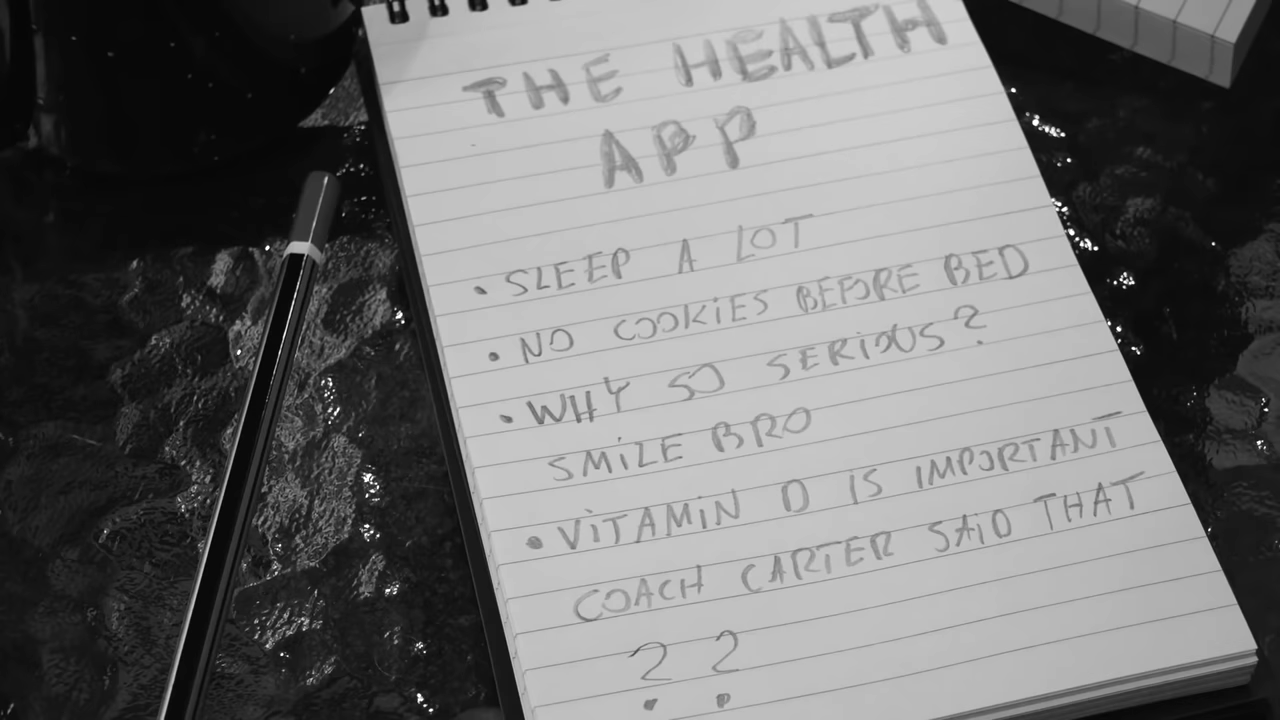 THE HEALTH
APP
• SLEEP A LOT
• NO COOKIES BEFORE BED
• WHY SO SERIOUS?
SMILE BRO
• VITAMIN D IS IMPORTANT
COACH CARTER SAID THAT
??